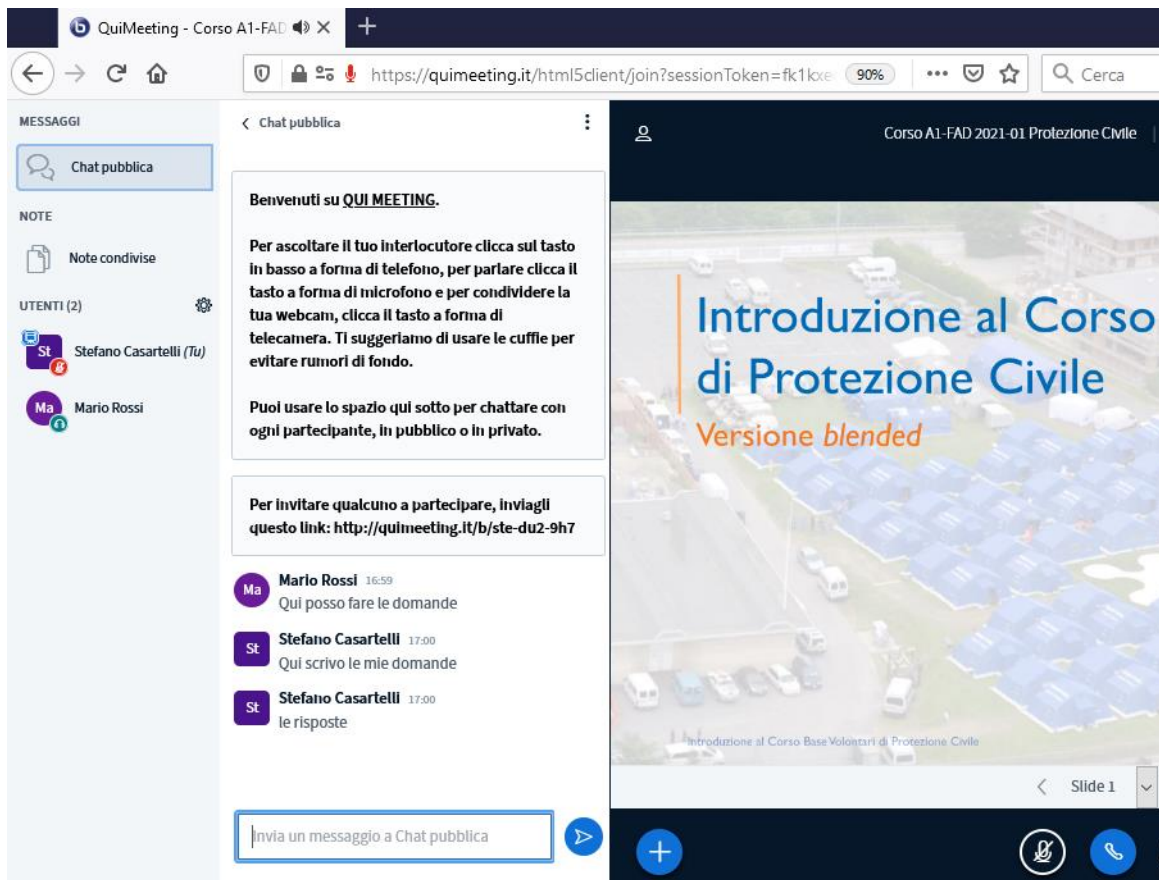 QuiMeeting - Corso A1-FAD
https://quimeeting.it/html5client/join?sessionToken=fk1kxe
90%
Cerca
MESSAGGI
Chat pubblica
NOTE
Note condivise
UTENTI (2)
St
Stefano Casartelli (Tu)
Ma
Mario Rossi
Chat pubblica
Benvenuti su QUI MEETING.
Per ascoltare il tuo interlocutore clicca sul tasto
in basso a forma di telefono, per parlare clicca il
tasto a forma di microfono e per condividere la
tua webcam, clicca il tasto a forma di
telecamera. Ti suggeriamo di usare le cuffie per
evitare rumori di fondo.
Puoi usare lo spazio qui sotto per chattare con
ogni partecipante, in pubblico o in privato.
Per invitare qualcuno a partecipare, inviagli
questo link: http://quimeeting.it/b/ste-du2-9h7
Ma
Mario Rossi 16:59
Qui posso fare le domande
St
Stefano Casartelli 17:00
Qui scrivo le mie domande
St
Stefano Casartelli 17:00
le risposte
Invia un messaggio a Chat pubblica
Corso A1-FAD 2021-01 Protezione Civile
Introduzione al Corso
di Protezione Civile
Versione blended
Introduzione al Corso Base Volontari di Protezione Civile
Slide 1